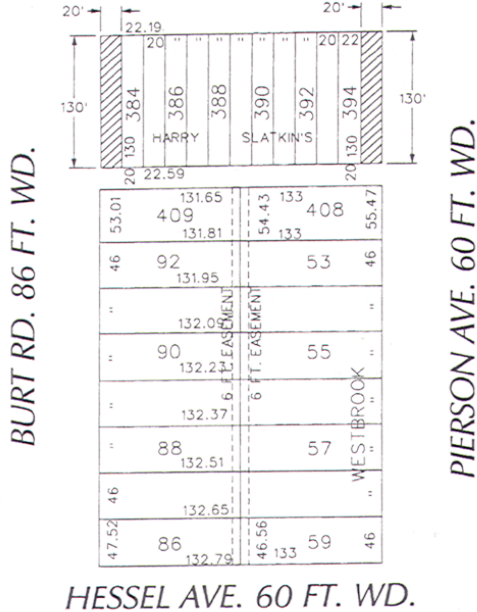 20' 20'
22.19
20 " " " " " " " 20 22
130' 384 386 388 390 392 394 130'
HARRY SLATKIN'S
20 130 22.59 20 130
53.01 131.65 54.43 133 55.47
409 408
131.81 133
46 92 53 46
131.95
" "
132.09
" 90 55 "
132.23
6 FT. EASEMENT 6 FT. EASEMENT
" "
132.37
" 88 57 "
132.51
WESTBROOK
46 "
132.65
47.52 86 46.56 59 46
132.79 133
BURT RD. 86 FT. WD.
PIERSON AVE. 60 FT. WD.
HESSEL AVE. 60 FT. WD.